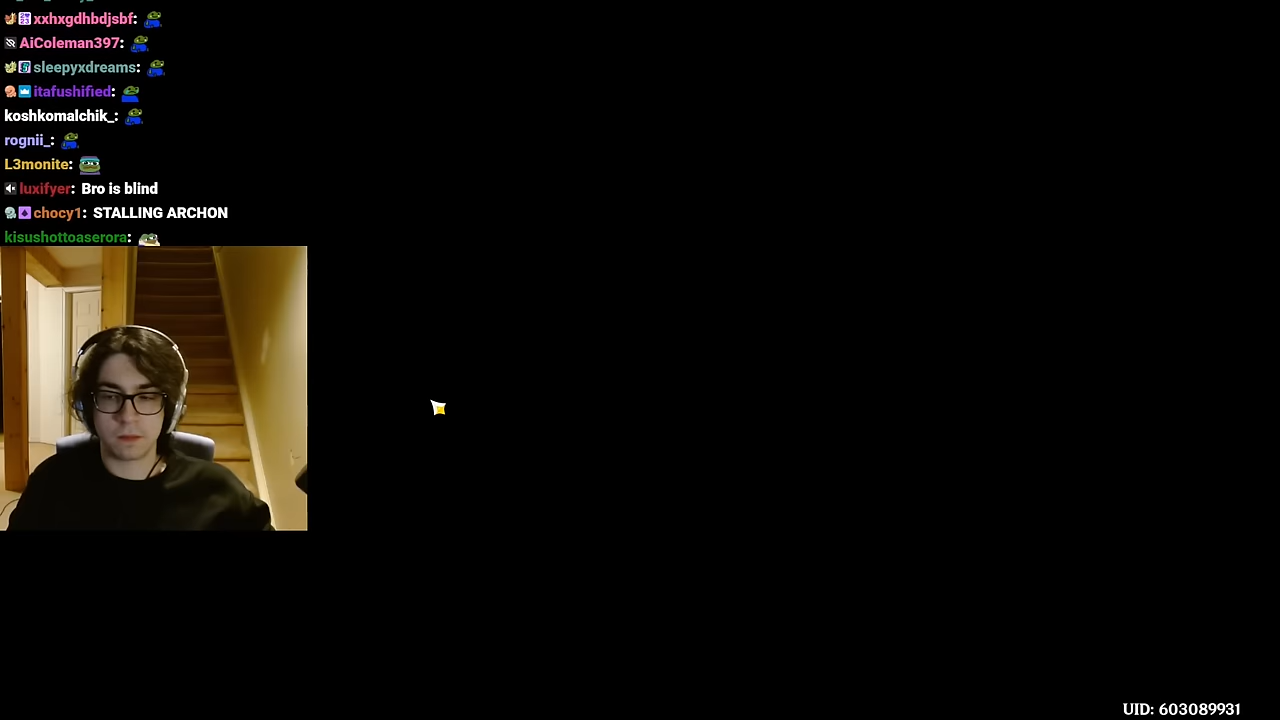 xxhxgdhbdjsbf:
AiColeman397:
sleepyxdreams:
itafushified:
koshkomalchik_:
rognii_:
L3monite:
luxifyer: Bro is blind
chocy1: STALLING ARCHON
kisushottoaserora:
UID: 603089931